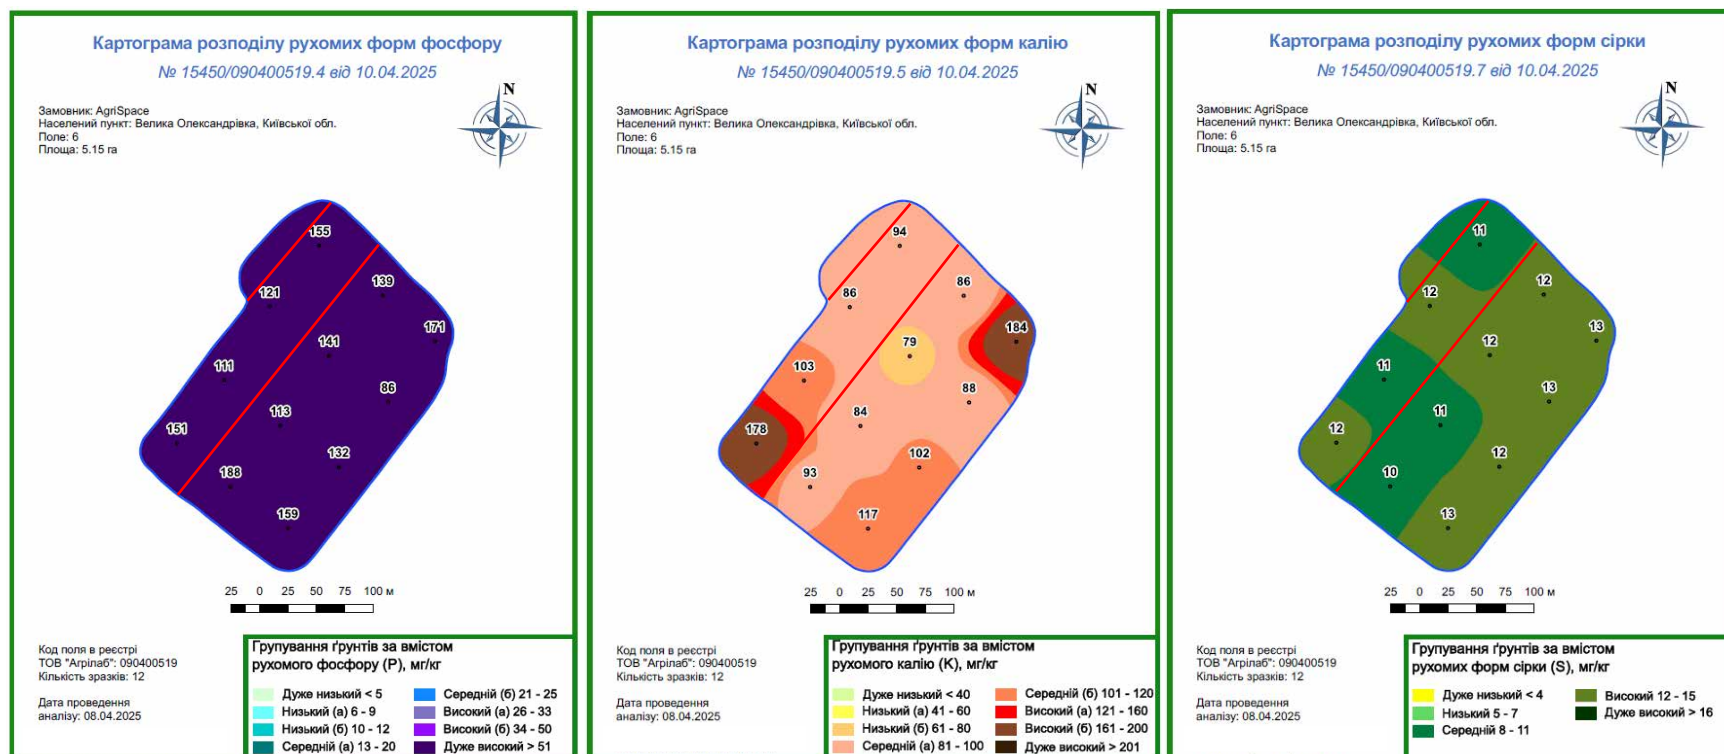 Картограма розподілу рухомих форм фосфору
№ 15450/090400519.4 від 10.04.2025
N
Замовник: AgriSpace
Населений пункт: Велика Олександрівка, Київської обл.
Поле: 6
Площа: 5.15 га
155
139
121
171
141
111
86
113
151
132
188
159
25 0 25 50 75 100 м
Код поля в реєстрі
ТОВ "Агрілаб": 090400519
Кількість зразків: 12
Дата проведення
аналізу: 08.04.2025
Групування ґрунтів за вмістом
рухомого фосфору (P), мг/кг
Дуже низький < 5
Низький (а) 6 - 9
Низький (б) 10 - 12
Середній (а) 13 - 20
Середній (б) 21 - 25
Високий (а) 26 - 33
Високий (б) 34 - 50
Дуже високий > 51
Картограма розподілу рухомих форм калію
№ 15450/090400519.5 від 10.04.2025
N
Замовник: AgriSpace
Населений пункт: Велика Олександрівка, Київської обл.
Поле: 6
Площа: 5.15 га
94
86
86
184
79
103
88
84
178
102
93
117
25 0 25 50 75 100 м
Код поля в реєстрі
ТОВ "Агрілаб": 090400519
Кількість зразків: 12
Дата проведення
аналізу: 08.04.2025
Групування ґрунтів за вмістом
рухомого калію (K), мг/кг
Дуже низький < 40
Низький (а) 41 - 60
Низький (б) 61 - 80
Середній (а) 81 - 100
Середній (б) 101 - 120
Високий (а) 121 - 160
Високий (б) 161 - 200
Дуже високий > 201
Картограма розподілу рухомих форм сірки
№ 15450/090400519.7 від 10.04.2025
N
Замовник: AgriSpace
Населений пункт: Велика Олександрівка, Київської обл.
Поле: 6
Площа: 5.15 га
11
12
12
13
12
11
13
11
12
12
10
13
25 0 25 50 75 100 м
Код поля в реєстрі
ТОВ "Агрілаб": 090400519
Кількість зразків: 12
Дата проведення
аналізу: 08.04.2025
Групування ґрунтів за вмістом
рухомих форм сірки (S), мг/кг
Дуже низький < 4
Низький 5 - 7
Середній 8 - 11
Високий 12 - 15
Дуже високий > 16